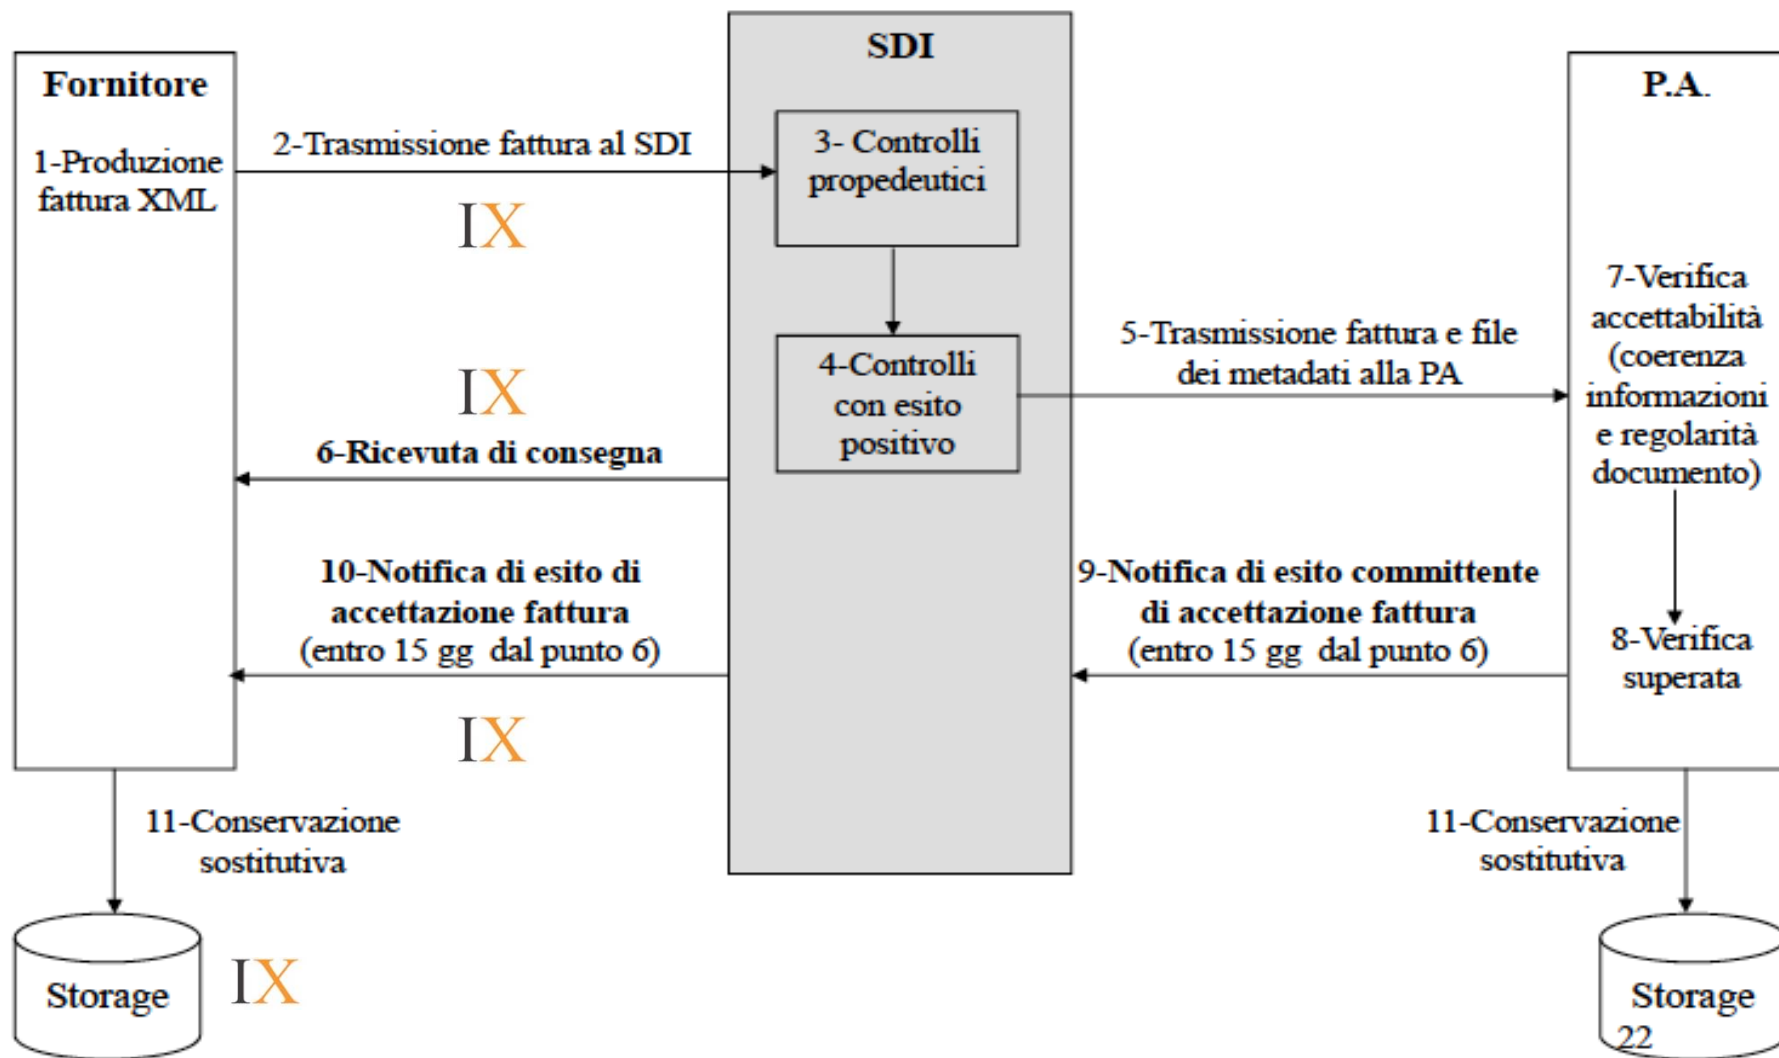 Fornitore
1-Produzione
fattura XML
2-Trasmissione fattura al SDI
IX
SDI
3- Controlli
propedeutici
4-Controlli
con esito
positivo
5-Trasmissione fattura e file
dei metadati alla PA
P.A.
7-Verifica
accettabilità
(coerenza
informazioni
e regolarità
documento)
8-Verifica
superata
IX
6-Ricevuta di consegna
10-Notifica di esito di
accettazione fattura
(entro 15 gg dal punto 6)
IX
9-Notifica di esito committente
di accettazione fattura
(entro 15 gg dal punto 6)
11-Conservazione
sostitutiva
Storage
IX
11-Conservazione
sostitutiva
Storage
22